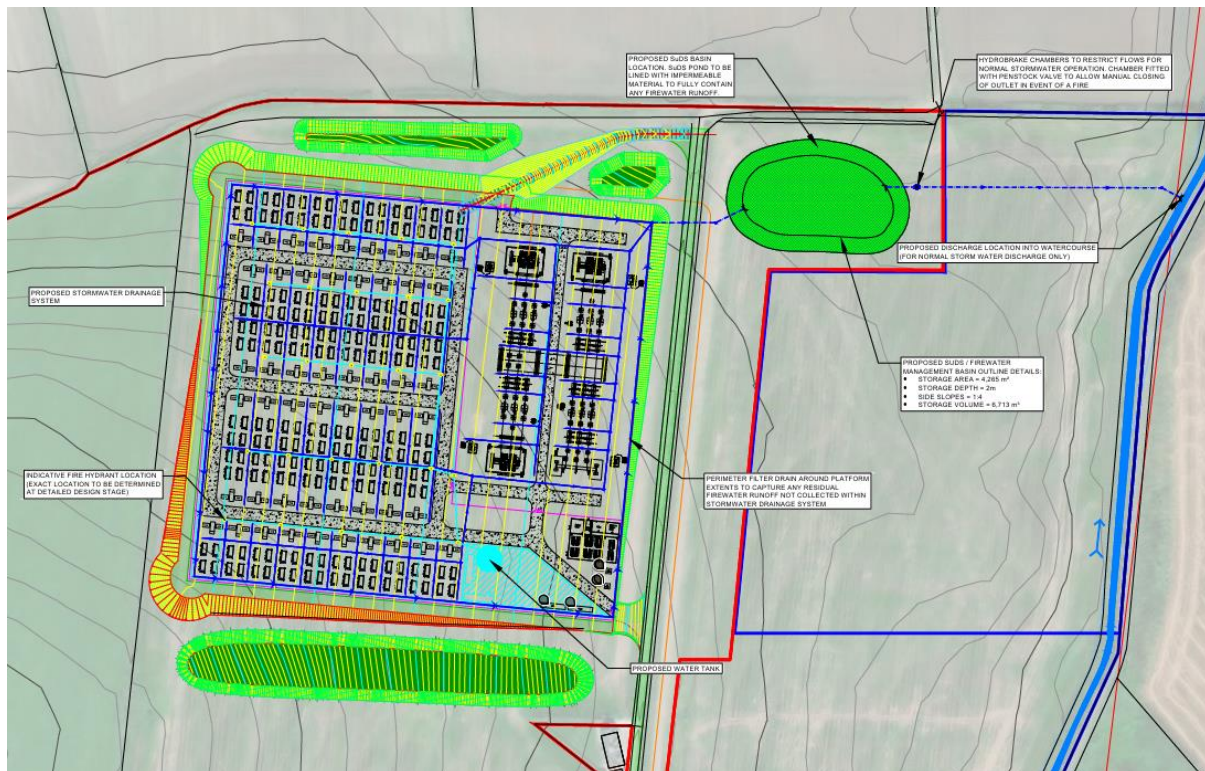 PROPOSED SuDS BASIN
LOCATION. SuDS POND TO BE
LINED WITH IMPERMEABLE
MATERIAL TO FULLY CONTAIN
ANY FIREWATER RUNOFF.
HYDROBRAKE CHAMBERS TO RESTRICT FLOWS FOR
NORMAL STORMWATER OPERATION. CHAMBER FITTED
WITH PENSTOCK VALVE TO ALLOW MANUAL CLOSING
OF OUTLET IN EVENT OF A FIRE
PROPOSED DISCHARGE LOCATION INTO WATERCOURSE
(FOR NORMAL STORM WATER DISCHARGE ONLY)
PROPOSED STORMWATER DRAINAGE
SYSTEM
PROPOSED SUDS / FIREWATER
MANAGEMENT BASIN OUTLINE DETAILS:
• STORAGE AREA = 4,265 m²
• STORAGE DEPTH = 2m
• SIDE SLOPES = 1:4
• STORAGE VOLUME = 6,713 m³
INDICATIVE FIRE HYDRANT LOCATION
(EXACT LOCATION TO BE DETERMINED
AT DETAILED DESIGN STAGE)
PERIMETER FILTER DRAIN AROUND PLATFORM
EXTENTS TO CAPTURE ANY RESIDUAL
FIREWATER RUNOFF NOT COLLECTED WITHIN
STORMWATER DRAINAGE SYSTEM
PROPOSED WATER TANK